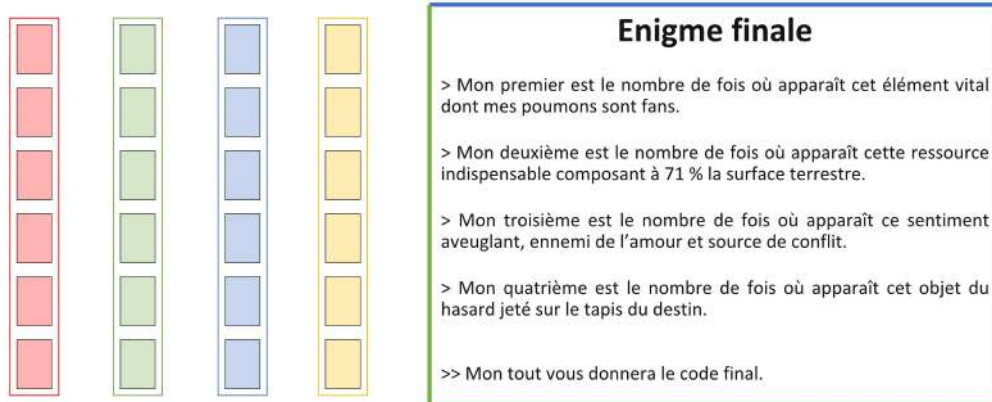 Enigme finale
> Mon premier est le nombre de fois où apparaît cet élément vital
dont mes poumons sont fans.
> Mon deuxième est le nombre de fois où apparaît cette ressource
indispensable composant à 71 % la surface terrestre.
> Mon troisième est le nombre de fois où apparaît ce sentiment
aveuglant, ennemi de l'amour et source de conflit.
> Mon quatrième est le nombre de fois où apparaît cet objet du
hasard jeté sur le tapis du destin.
>> Mon tout vous donnera le code final.